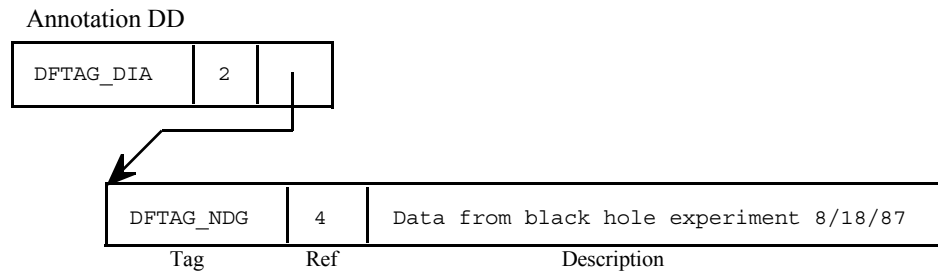 Annotation DD
DFTAG_DIA 2
DFTAG_NDG 4 Data from black hole experiment 8/18/87
Tag Ref Description